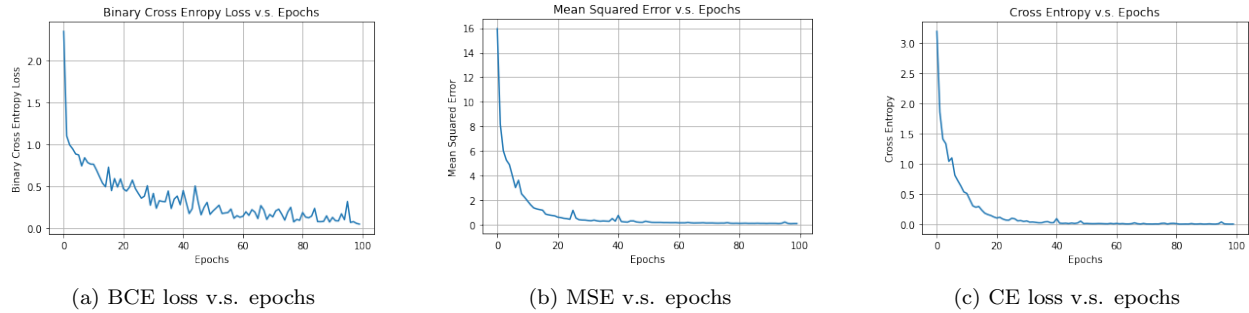 Binary Cross Enropy Loss v.s. Epochs
Binary Cross Entropy Loss
2.0
1.5
1.0
0.5
0.0
0 20 40 60 80 100
Epochs
(a) BCE loss v.s. epochs
Mean Squared Error v.s. Epochs
Mean Squared Error
16
14
12
10
8
6
4
2
0
0 20 40 60 80 100
Epochs
(b) MSE v.s. epochs
Cross Entropy v.s. Epochs
Cross Entropy
3.0
2.5
2.0
1.5
1.0
0.5
0.0
0 20 40 60 80 100
Epochs
(c) CE loss v.s. epochs